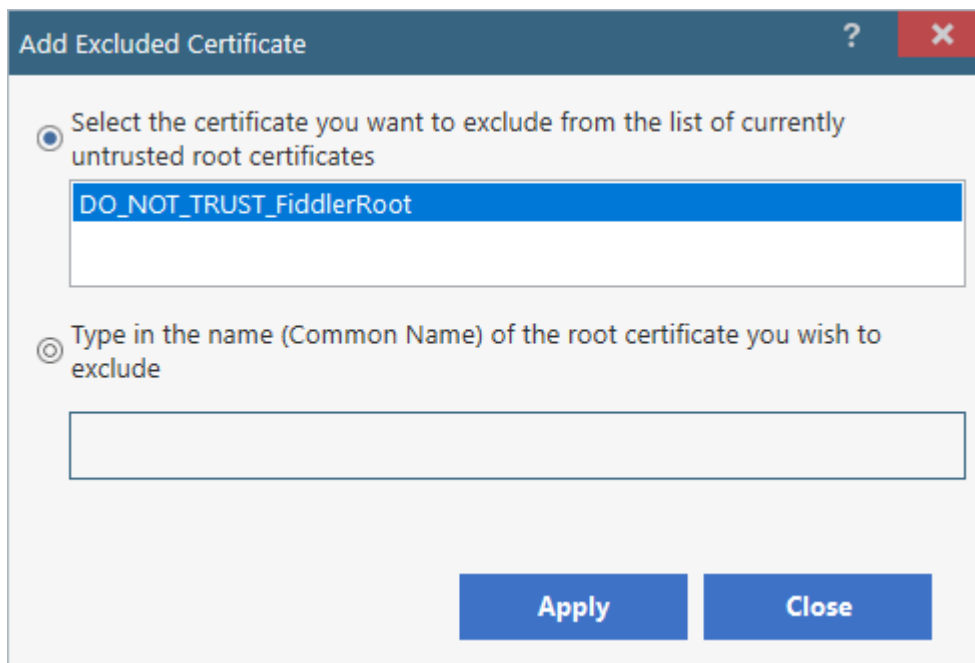 Add Excluded Certificate
?
Select the certificate you want to exclude from the list of currently
untrusted root certificates
DO_NOT_TRUST_FiddlerRoot
Type in the name (Common Name) of the root certificate you wish to
exclude
Apply
Close